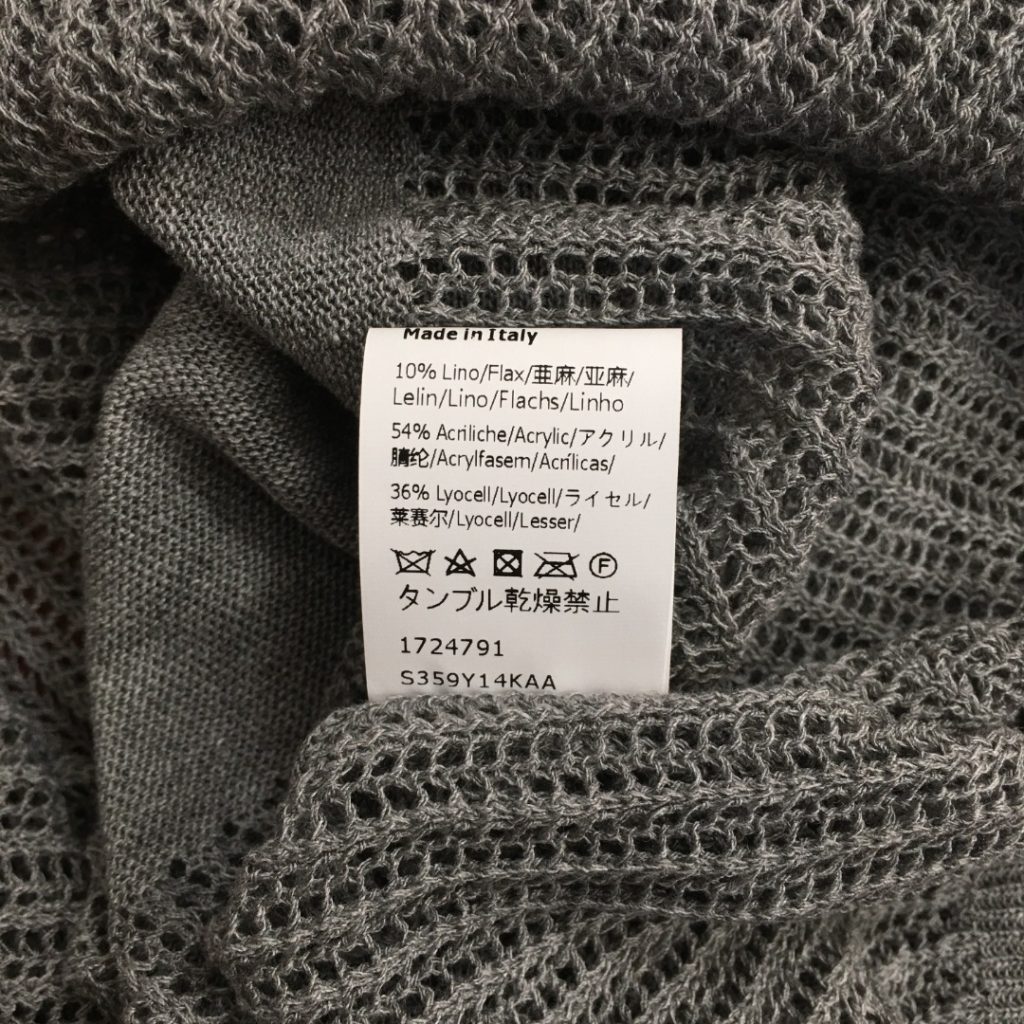 Made in Italy
10% Lino/Flax/亜麻/亚麻/
Lelin/Lino/Flachs/Linho
54% Acriliche/Acrylic/アクリル/
腈纶/Acrylfasern/Acrílicas/
36% Lyocell/Lyocell/ライセル/
莱赛尔/Lyocell/Lesser/
F
タンブル乾燥禁止
1724791
S359Y14KAA